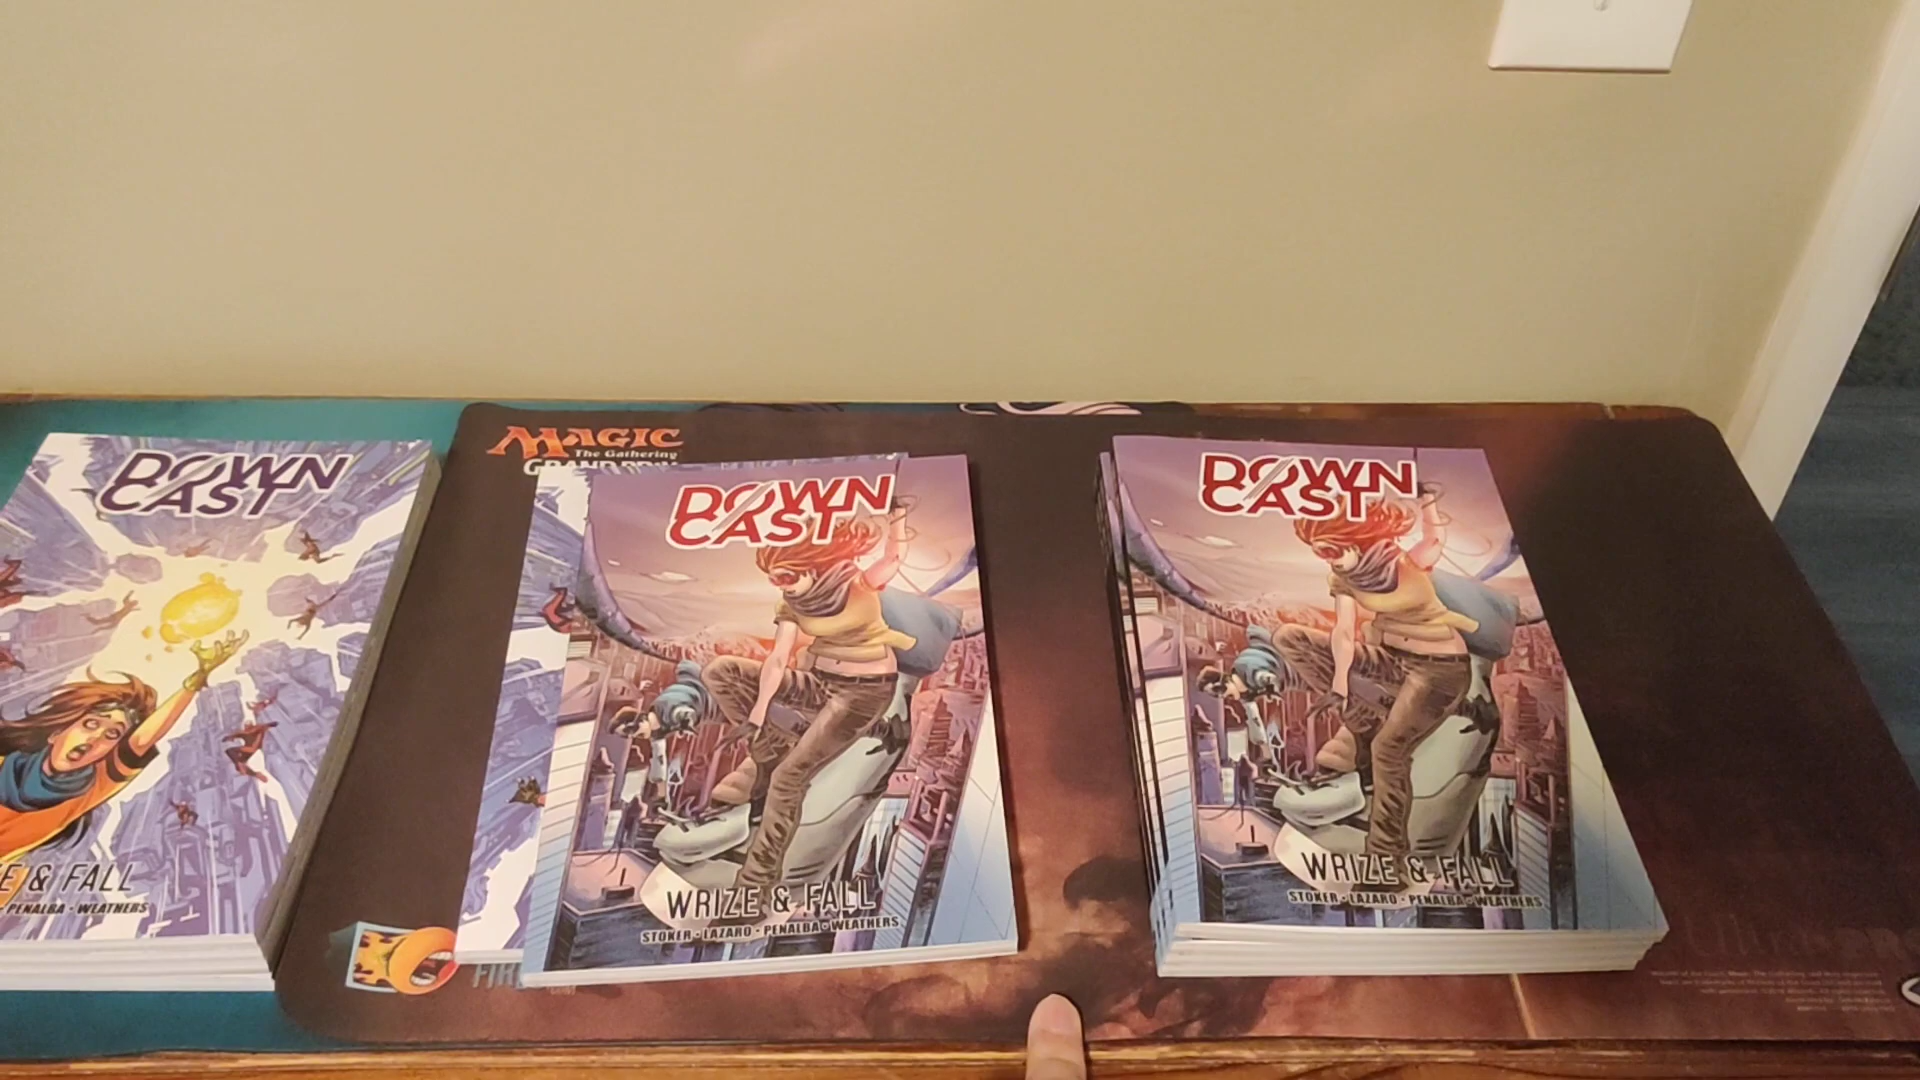 DOWN
CAST
E & FALL
PENALBA • WEATHERS
MAGIC
The Gathering
DOWN
CAST
WRIZE & FALL
STOKER • LAZARO • PENALBA • WEATHERS
FIR
DOWN
CAST
WRIZE & FALL
STOKER • LAZARO • PENALBA • WEATHERS